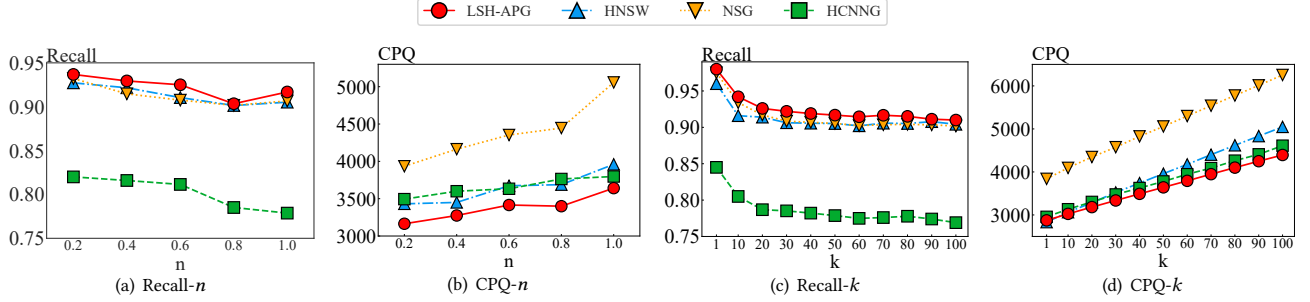 LSH-APG HNSW NSG HCNNG
Recall
0.95
0.90
0.85
0.80
0.75
0.2 0.4 0.6 0.8 1.0
n
(a) Recall-n
CPQ
5000
4500
4000
3500
3000
0.2 0.4 0.6 0.8 1.0
n
(b) CPQ-n
Recall
0.95
0.90
0.85
0.80
0.75
1 10 20 30 40 50 60 70 80 90 100
k
(c) Recall-k
CPQ
6000
5000
4000
3000
1 10 20 30 40 50 60 70 80 90 100
k
(d) CPQ-k